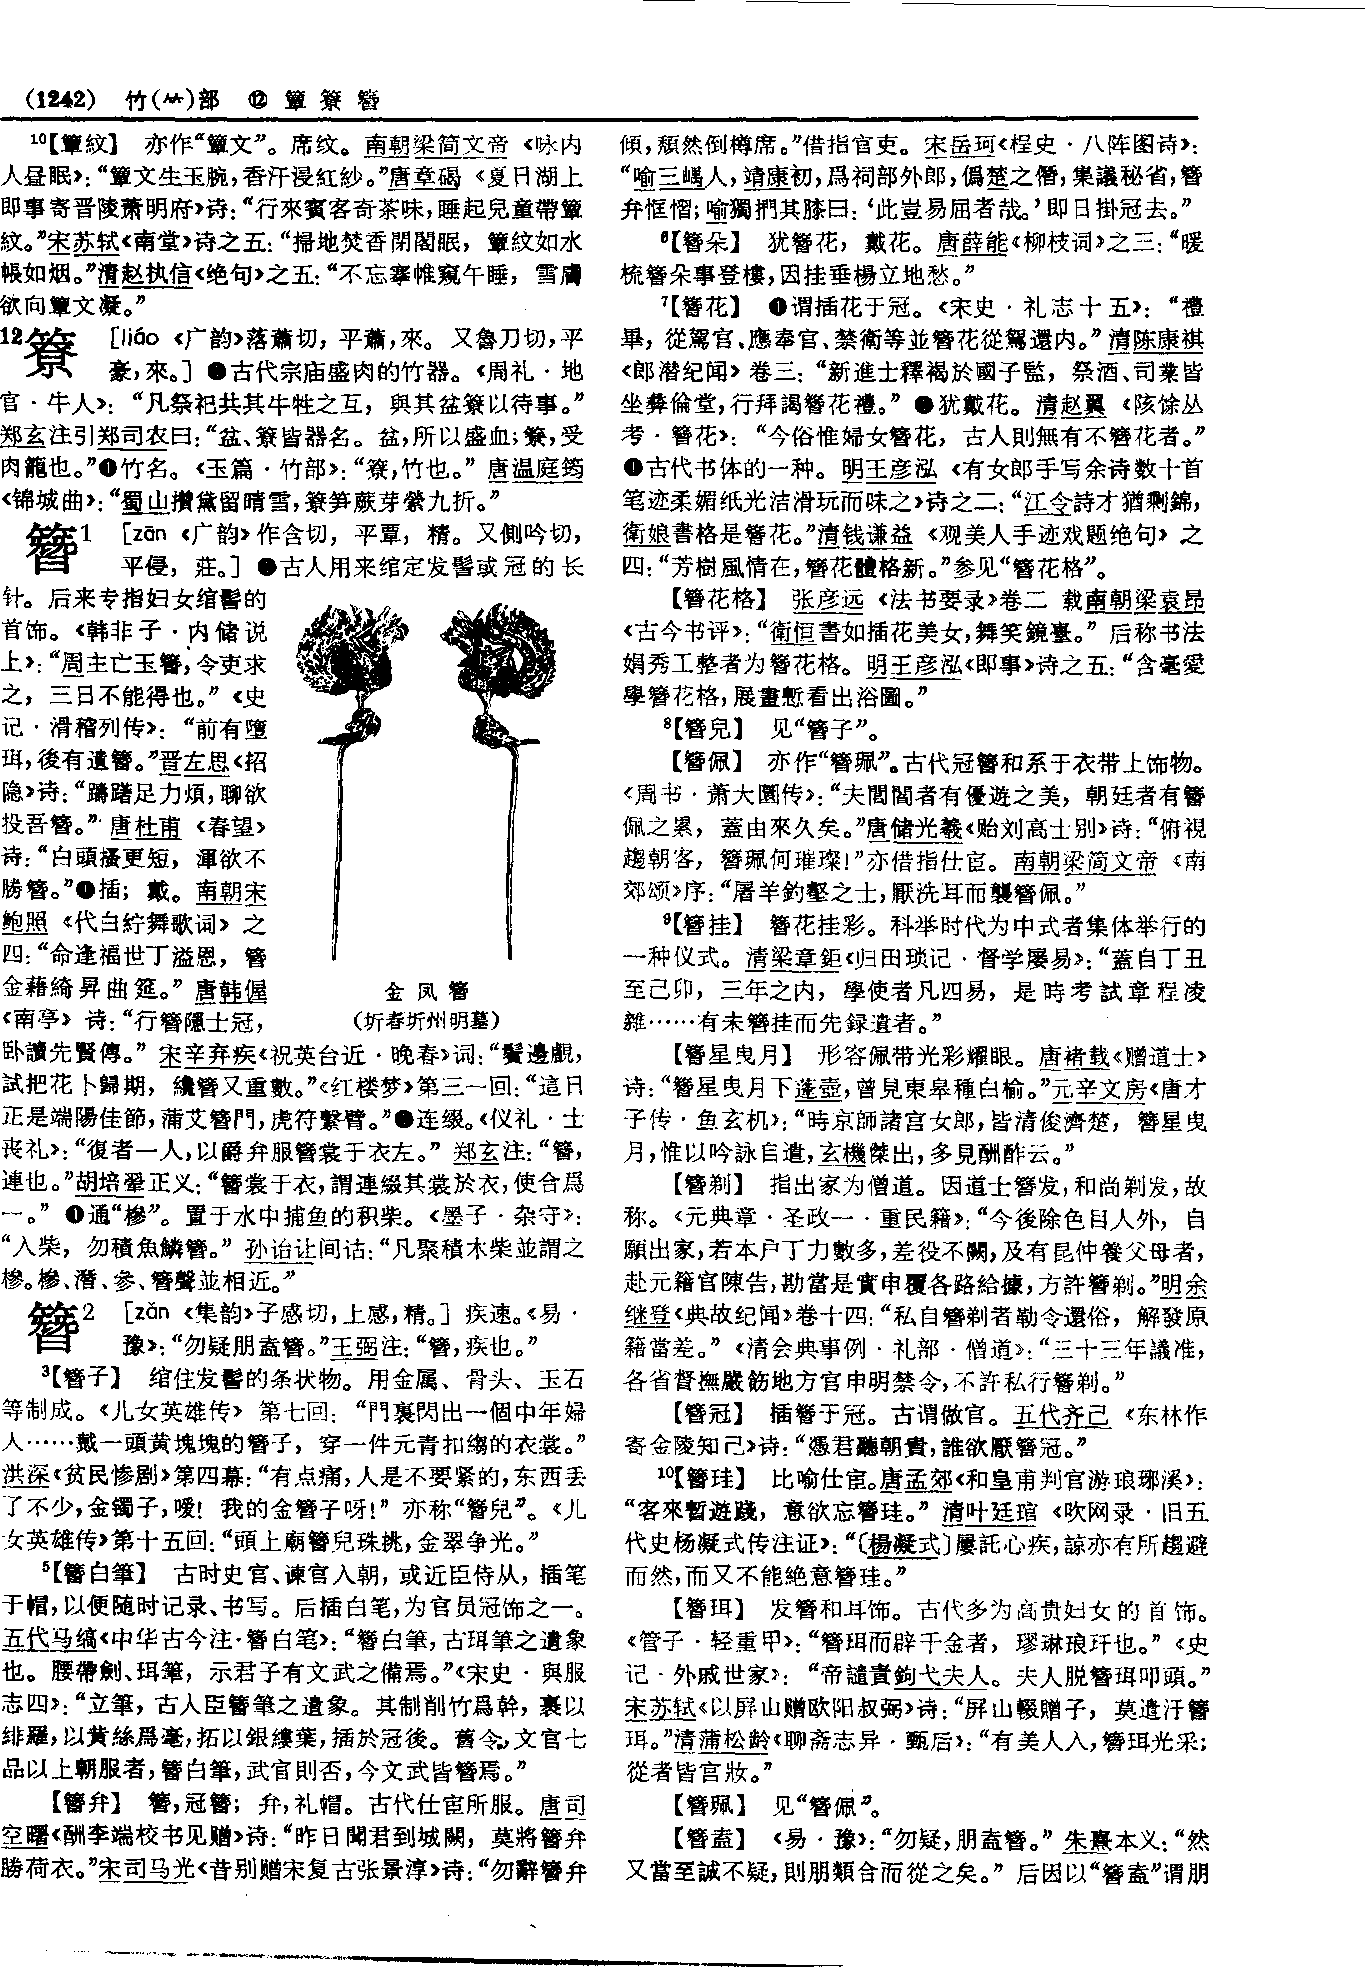 (1242) 竹(⺮)部 ⑫ 簟 簝 簪
¹⁰【簟紋】 亦作“簟文”。席纹。南朝梁简文帝《咏内
人昼眠》：“簟文生玉腕，香汗浸紅紗。”唐章碣《夏日湖上
即事寄晋陵萧明府》诗：“行來賓客奇茶味，睡起兒童帶簟
紋。”宋苏轼《南堂》诗之五：“掃地焚香閉閣眠，簟紋如水
帳如烟。”清赵执信《绝句》之五：“不忘搴帷窺午睡，雪膚
欲向簟文凝。”
12簝 [liáo《广韵》落蕭切，平蕭，來。又魯刀切，平
豪，來。]❶古代宗庙盛肉的竹器。《周礼·地
官·牛人》：“凡祭祀共其牛牲之互，與其盆簝以待事。”
郑玄注引郑司农曰：“盆、簝皆器名。盆，所以盛血；簝，受
肉籠也。”❷竹名。《玉篇·竹部》：“簝，竹也。”唐温庭筠
《锦城曲》：“蜀山攢黛留晴雪，簝笋蕨芽縈九折。”
簪1 [zān《广韵》作含切，平覃，精。又側吟切，
平侵，莊。]❶古人用来绾定发髻或冠的长
针。后来专指妇女绾髻的
首饰。《韩非子·内储说
上》：“周主亡玉簪，令吏求
之，三日不能得也。”《史
记·滑稽列传》：“前有墮
珥，後有遺簪。”晋左思《招
隐》诗：“躊躇足力煩，聊欲
投吾簪。”唐杜甫《春望》
诗：“白頭搔更短，渾欲不
勝簪。”❷插；戴。南朝宋
鲍照《代白紵舞歌词》之
四：“命逢福世丁溢恩，簪
金藉綺昇曲筵。”唐韩偓
《南亭》诗：“行簪隱士冠，
卧讀先賢傳。”宋辛弃疾《祝英台近·晚春》词：“鬢邊覷，
試把花卜歸期，纔簪又重數。”《红楼梦》第三一回：“這日
正是端陽佳節，蒲艾簪門，虎符繫臂。”❸连缀。《仪礼·士
丧礼》：“復者一人，以爵弁服簪裳于衣左。”郑玄注：“簪，
連也。”胡培翬正义：“簪裳于衣，謂連綴其裳於衣，使合爲
一。”❹通“槮”。置于水中捕鱼的积柴。《墨子·杂守》：
“入柴，勿積魚鱗簪。”孙诒让间诂：“凡聚積木柴並謂之
槮。槮、潛、參、簪聲並相近。”
金凤簪
（圻春圻州明墓）
簪2 [zǎn《集韵》子感切，上感，精。]疾速。《易·
豫》：“勿疑朋盍簪。”王弼注：“簪，疾也。”
³【簪子】 绾住发髻的条状物。用金属、骨头、玉石
等制成。《儿女英雄传》第七回：“門裏閃出一個中年婦
人……戴一頭黄塊塊的簪子，穿一件元青扣縐的衣裳。”
洪深《贫民惨剧》第四幕：“有点痛，人是不要紧的，东西丢
了不少，金镯子，嗳！我的金簪子呀！”亦称“簪兒”。《儿
女英雄传》第十五回：“頭上廟簪兒珠挑，金翠争光。”
⁵【簪白筆】 古时史官、谏官入朝，或近臣侍从，插笔
于帽，以便随时记录、书写。后插白笔，为官员冠饰之一。
五代马缟《中华古今注·簪白笔》：“簪白筆，古珥筆之遺象
也。腰帶劍、珥筆，示君子有文武之備焉。”《宋史·舆服
志四》：“立筆，古人臣簪筆之遺象。其制削竹爲幹，裹以
緋羅，以黄絲爲毫，拓以銀縷葉，插於冠後。舊令，文官七
品以上朝服者，簪白筆，武官則否，今文武皆簪焉。”
【簪弁】 簪，冠簪；弁，礼帽。古代仕宦所服。唐司
空曙《酬李端校书见赠》诗：“昨日聞君到城闕，莫將簪弁
勝荷衣。”宋司马光《昔别赠宋复古张景淳》诗：“勿辭簪弁
傾，頹然倒樽席。”借指官吏。宋岳珂《桯史·八阵图诗》：
“喻三嵎人，靖康初，爲祠部外郎，僞楚之僭，集議秘省，簪
弁恇慴；喻獨捫其膝曰：‘此豈易屈者哉。’即日掛冠去。”
⁶【簪朵】 犹簪花，戴花。唐薛能《柳枝词》之三：“暖
梳簪朵事登樓，因挂垂楊立地愁。”
⁷【簪花】 ❶谓插花于冠。《宋史·礼志十五》：“禮
畢，從駕官、應奉官、禁衛等並簪花從駕還内。”清陈康祺
《郎潜纪闻》卷三：“新進士釋褐於國子監，祭酒、司業皆
坐彝倫堂，行拜謁簪花禮。”❷犹戴花。清赵翼《陔馀丛
考·簪花》：“今俗惟婦女簪花，古人則無有不簪花者。”
❸古代书体的一种。明王彦泓《有女郎手写余诗数十首
笔迹柔媚纸光洁滑玩而味之》诗之二：“江令詩才猶剩錦，
衛娘書格是簪花。”清钱谦益《观美人手迹戏题绝句》之
四：“芳樹風情在，簪花體格新。”参见“簪花格”。
【簪花格】 张彦远《法书要录》卷二载南朝梁袁昂
《古今书评》：“衛恒書如插花美女，舞笑鏡臺。”后称书法
娟秀工整者为簪花格。明王彦泓《即事》诗之五：“含毫愛
學簪花格，展畫慙看出浴圖。”
⁸【簪兒】 见“簪子”。
【簪佩】 亦作“簪珮”。古代冠簪和系于衣带上饰物。
《周书·萧大圜传》：“夫閭閻者有優遊之美，朝廷者有簪
佩之累，蓋由來久矣。”唐储光羲《贻刘高士别》诗：“俯視
趨朝客，簪珮何璀璨！”亦借指仕宦。南朝梁简文帝《南
郊颂》序：“屠羊釣壑之士，厭洗耳而襲簪佩。”
⁹【簪挂】 簪花挂彩。科举时代为中式者集体举行的
一种仪式。清梁章鉅《归田琐记·督学屡易》：“蓋自丁丑
至己卯，三年之内，學使者凡四易，是時考試章程凌
雜……有未簪挂而先録遺者。”
【簪星曳月】 形容佩带光彩耀眼。唐褚载《赠道士》
诗：“簪星曳月下蓬壺，曾見東皋種白榆。”元辛文房《唐才
子传·鱼玄机》：“時京師諸宫女郎，皆清俊濟楚，簪星曳
月，惟以吟詠自遣，玄機傑出，多見酬酢云。”
【簪剃】 指出家为僧道。因道士簪发，和尚剃发，故
称。《元典章·圣政一·重民籍》：“今後除色目人外，自
願出家，若本户丁力數多，差役不闕，及有昆仲養父母者，
赴元籍官陳告，勘當是實申覆各路給據，方許簪剃。”明余
继登《典故纪闻》卷十四：“私自簪剃者勒令還俗，解發原
籍當差。”《清会典事例·礼部·僧道》：“三十三年議准，
各省督撫嚴飭地方官申明禁令，不許私行簪剃。”
【簪冠】 插簪于冠。古谓做官。五代齐己《东林作
寄金陵知己》诗：“憑君聽朝貴，誰欲厭簪冠。”
¹⁰【簪珪】 比喻仕宦。唐孟郊《和皇甫判官游琅琊溪》：
“客來暫遊踐，意欲忘簪珪。”清叶廷琯《吹网录·旧五
代史杨凝式传注证》：“〔楊凝式〕屢託心疾，諒亦有所趨避
而然，而又不能絶意簪珪。”
【簪珥】 发簪和耳饰。古代多为高贵妇女的首饰。
《管子·轻重甲》：“簪珥而辟千金者，璆琳琅玕也。”《史
记·外戚世家》：“帝譴責鉤弋夫人。夫人脱簪珥叩頭。”
宋苏轼《以屏山赠欧阳叔弼》诗：“屏山輟贈子，莫遣汙簪
珥。”清蒲松龄《聊斋志异·甄后》：“有美人入，簪珥光采；
從者皆宫妝。”
【簪珮】 见“簪佩”。
【簪盍】 《易·豫》：“勿疑，朋盍簪。”朱熹本义：“然
又當至誠不疑，則朋類合而從之矣。”后因以“簪盍”谓朋